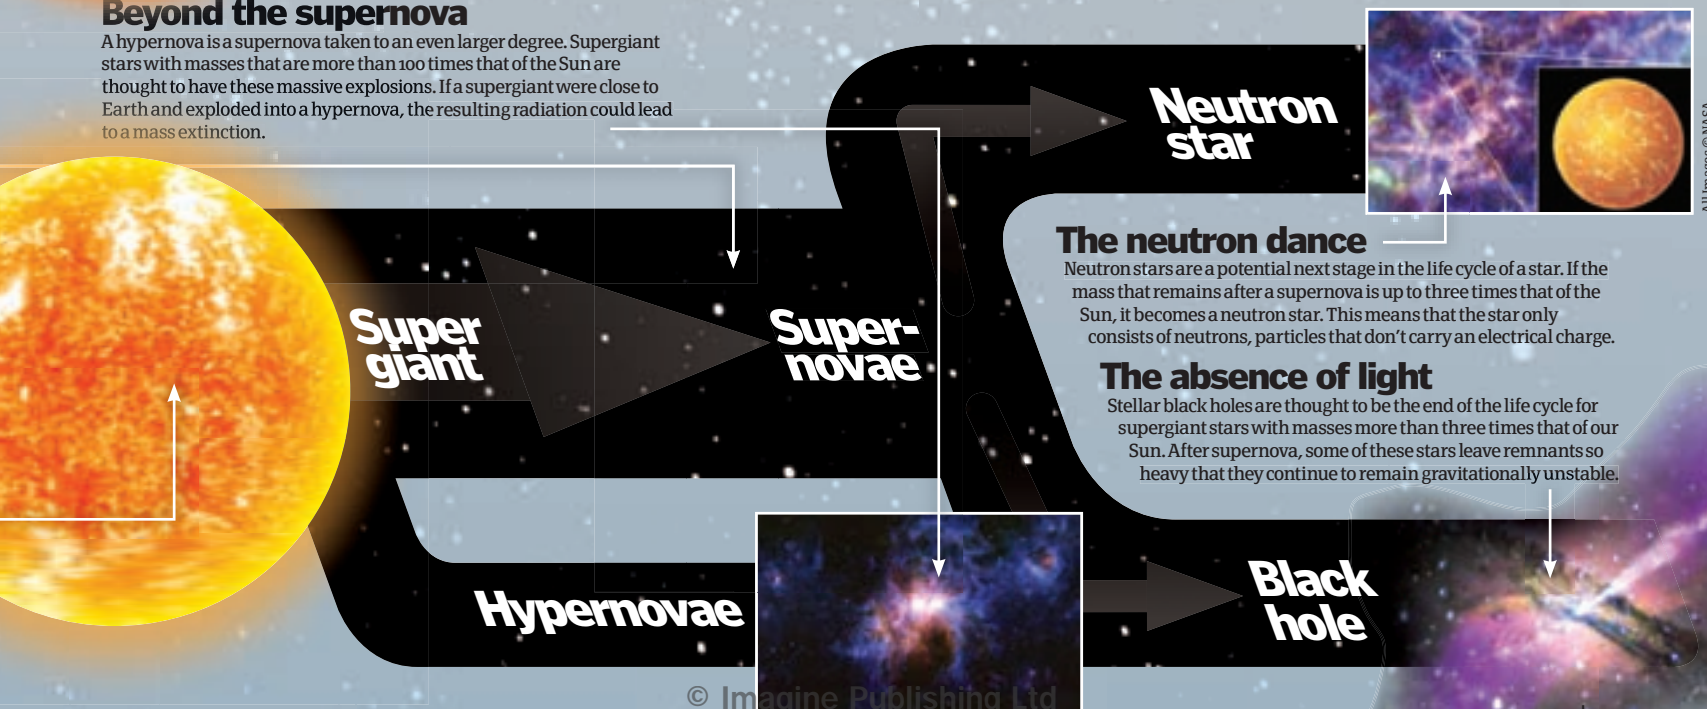 Beyond the supernova
A hypernova is a supernova taken to an even larger degree. Supergiant
stars with masses that are more than 100 times that of the Sun are
thought to have these massive explosions. If a supergiant were close to
Earth and exploded into a hypernova, the resulting radiation could lead
to a mass extinction.
Super
giant
Super-
novae
Hypernovae
Neutron
star
The neutron dance
Neutron stars are a potential next stage in the life cycle of a star. If the
mass that remains after a supernova is up to three times that of the
Sun, it becomes a neutron star. This means that the star only
consists of neutrons, particles that don't carry an electrical charge.
The absence of light
Stellar black holes are thought to be the end of the life cycle for
supergiant stars with masses more than three times that of our
Sun. After supernova, some of these stars leave remnants so
heavy that they continue to remain gravitationally unstable.
Black
hole
All Images © NASA
© Imagine Publishing Ltd